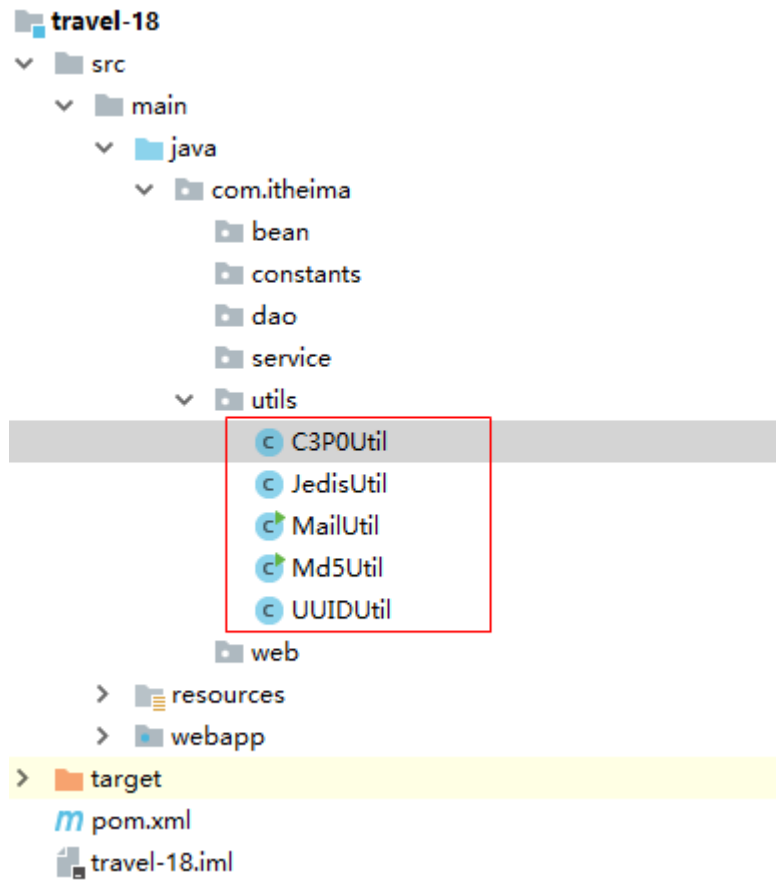 travel-18
src
main
java
com.itheima
bean
constants
dao
service
utils
C3P0Util
JedisUtil
MailUtil
Md5Util
UUIDUtil
web
resources
webapp
target
pom.xml
travel-18.iml